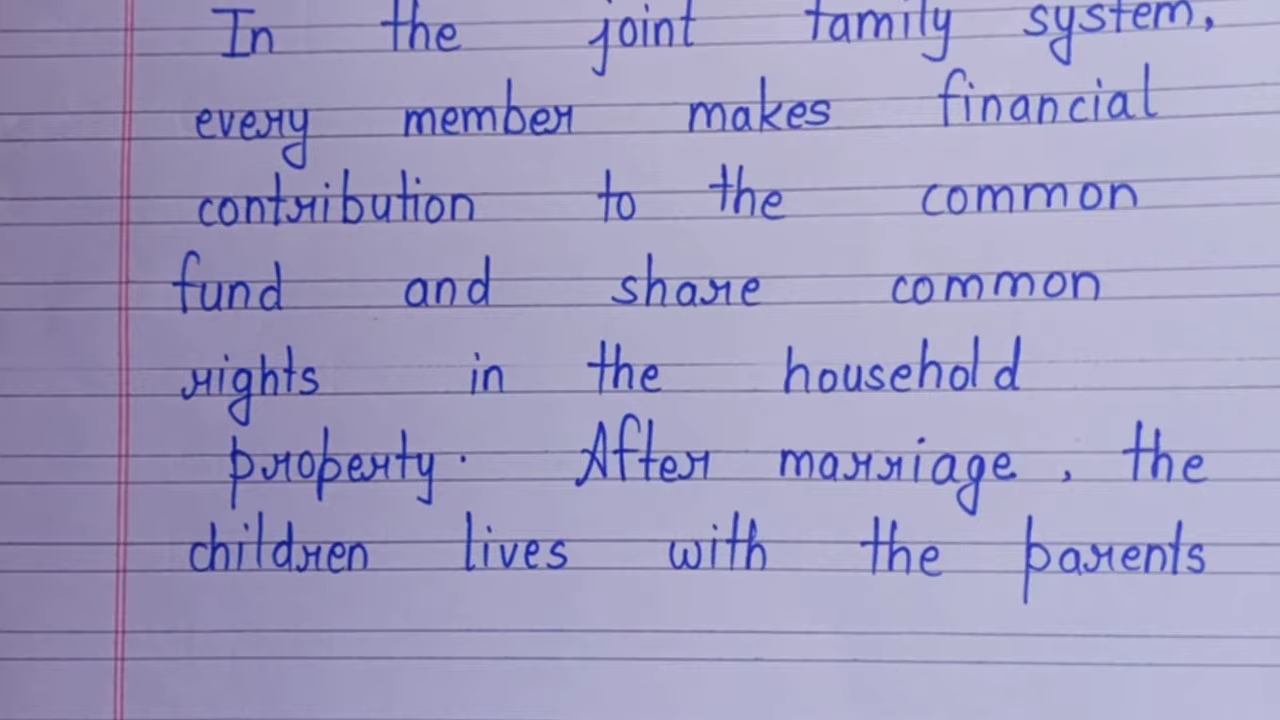 In the joint family system,
every member makes financial
contribution to the common
fund and share common
rights in the household
property. After marriage, the
children lives with the parents